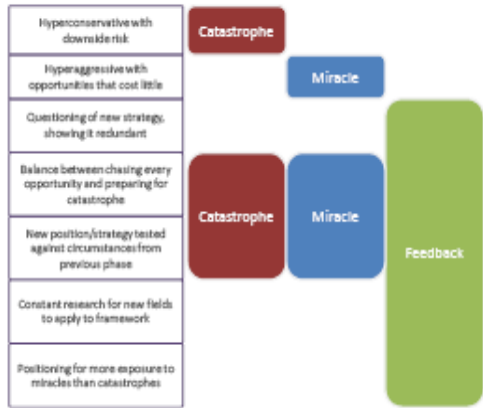 Hyperconservative with
downside risk
Catastrophe
Hyperaggressive with
opportunities that cost little
Miracle
Questioning of new strategy,
showing it redundant
Balance between chasing every
opportunity and preparing for
catastrophe
New position/strategy tested
against circumstances from
previous phase
Catastrophe
Miracle
Feedback
Constant research for new fields
to apply to framework
Positioning for more exposure to
miracles than catastrophes